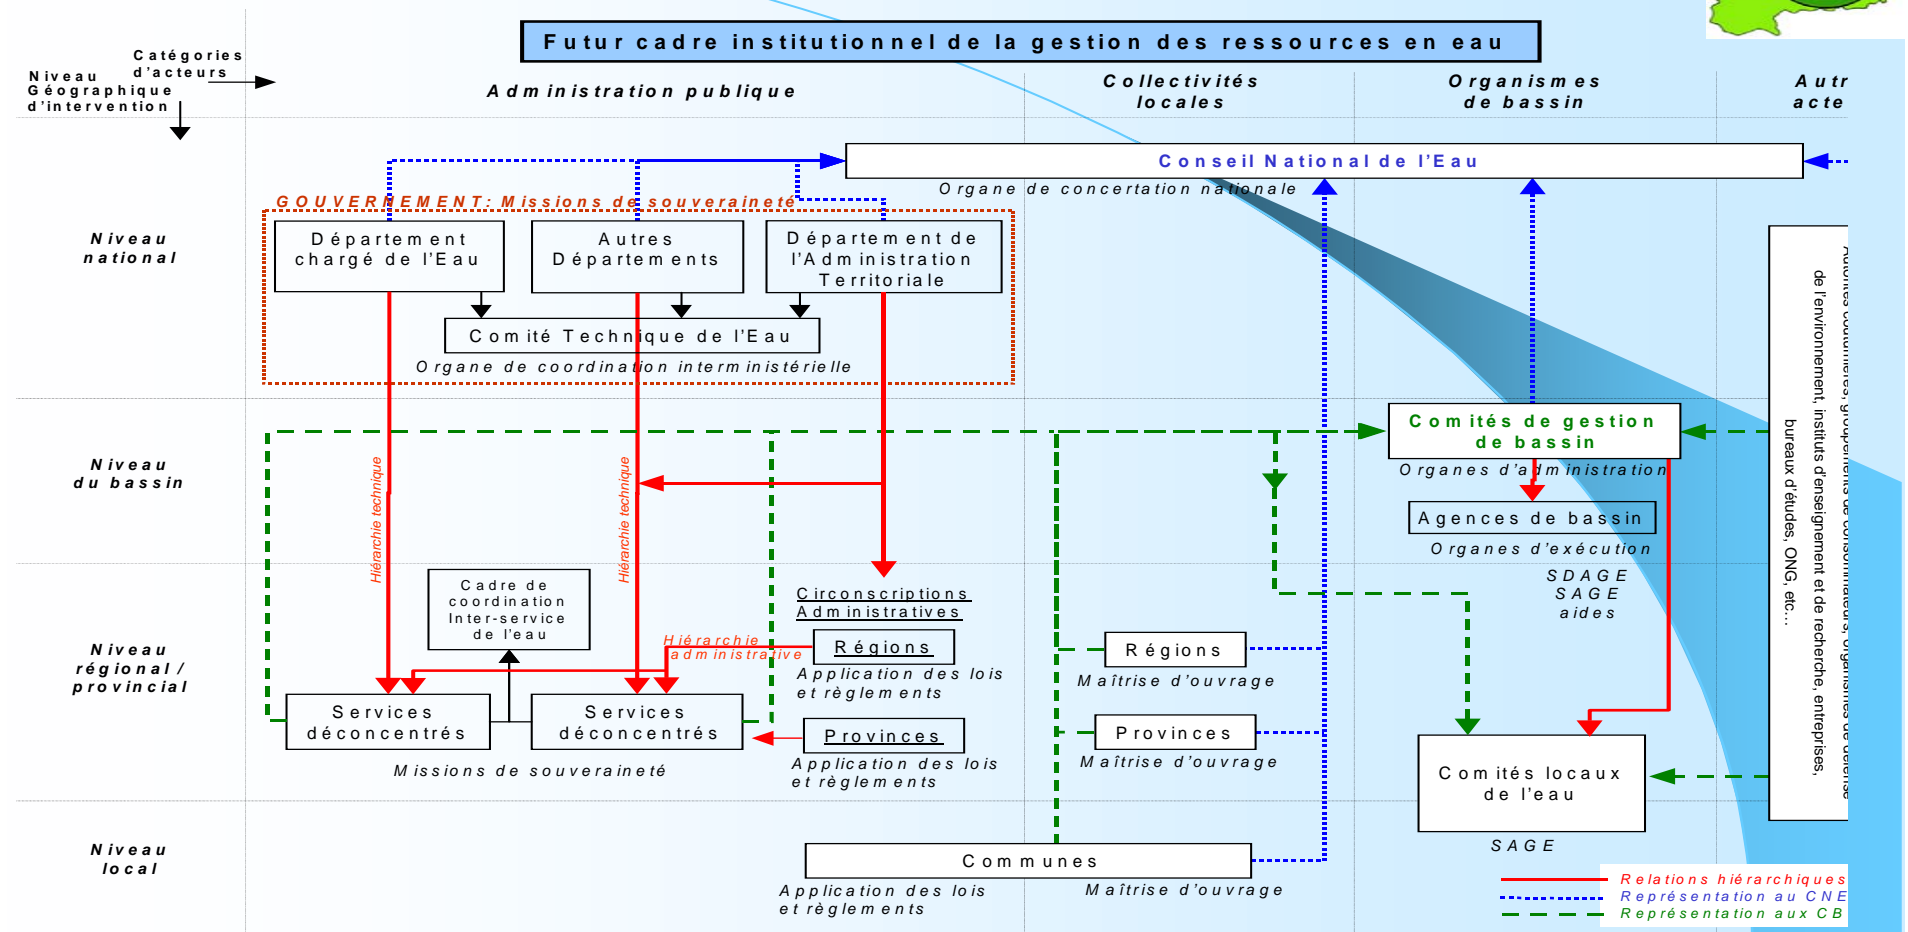 Futur cadre institutionnel de la gestion des ressources en eau
Catégories
d'acteurs
Niveau
Géographique
d'intervention
Administration publique
Collectivités
locales
Organismes
de bassin
Autr
acte
Conseil National de l'Eau
Organe de concertation nationale
GOUVERNEMENT: Missions de souveraineté
Niveau
national
Département
chargé de l'Eau
Autres
Départements
Département de
l'Administration
Territoriale
Comité Technique de l'Eau
Organe de coordination interministérielle
Autorités coutumières, groupements de consommateurs, organismes de défense
de l'environnement, instituts d'enseignement et de recherche, entreprises,
bureaux d'études, ONG, etc...
Niveau
du bassin
Hiérarchie technique
Hiérarchie technique
Comités de gestion
de bassin
Organes d'administration
Agences de bassin
Organes d'exécution
SDAGE
SAGE
aides
Niveau
régional /
provincial
Cadre de
coordination
Inter-service
de l'eau
Circonscriptions
Administratives
Hiérarchie
administrative
Régions
Application des lois
et règlements
Services
déconcentrés
Services
déconcentrés
Missions de souveraineté
Provinces
Application des lois
et règlements
Régions
Maîtrise d'ouvrage
Provinces
Maîtrise d'ouvrage
Comités locaux
de l'eau
SAGE
Niveau
local
Communes
Application des lois
et règlements
Maîtrise d'ouvrage
Relations hiérarchiques
Représentation au CNE
Représentation aux CB